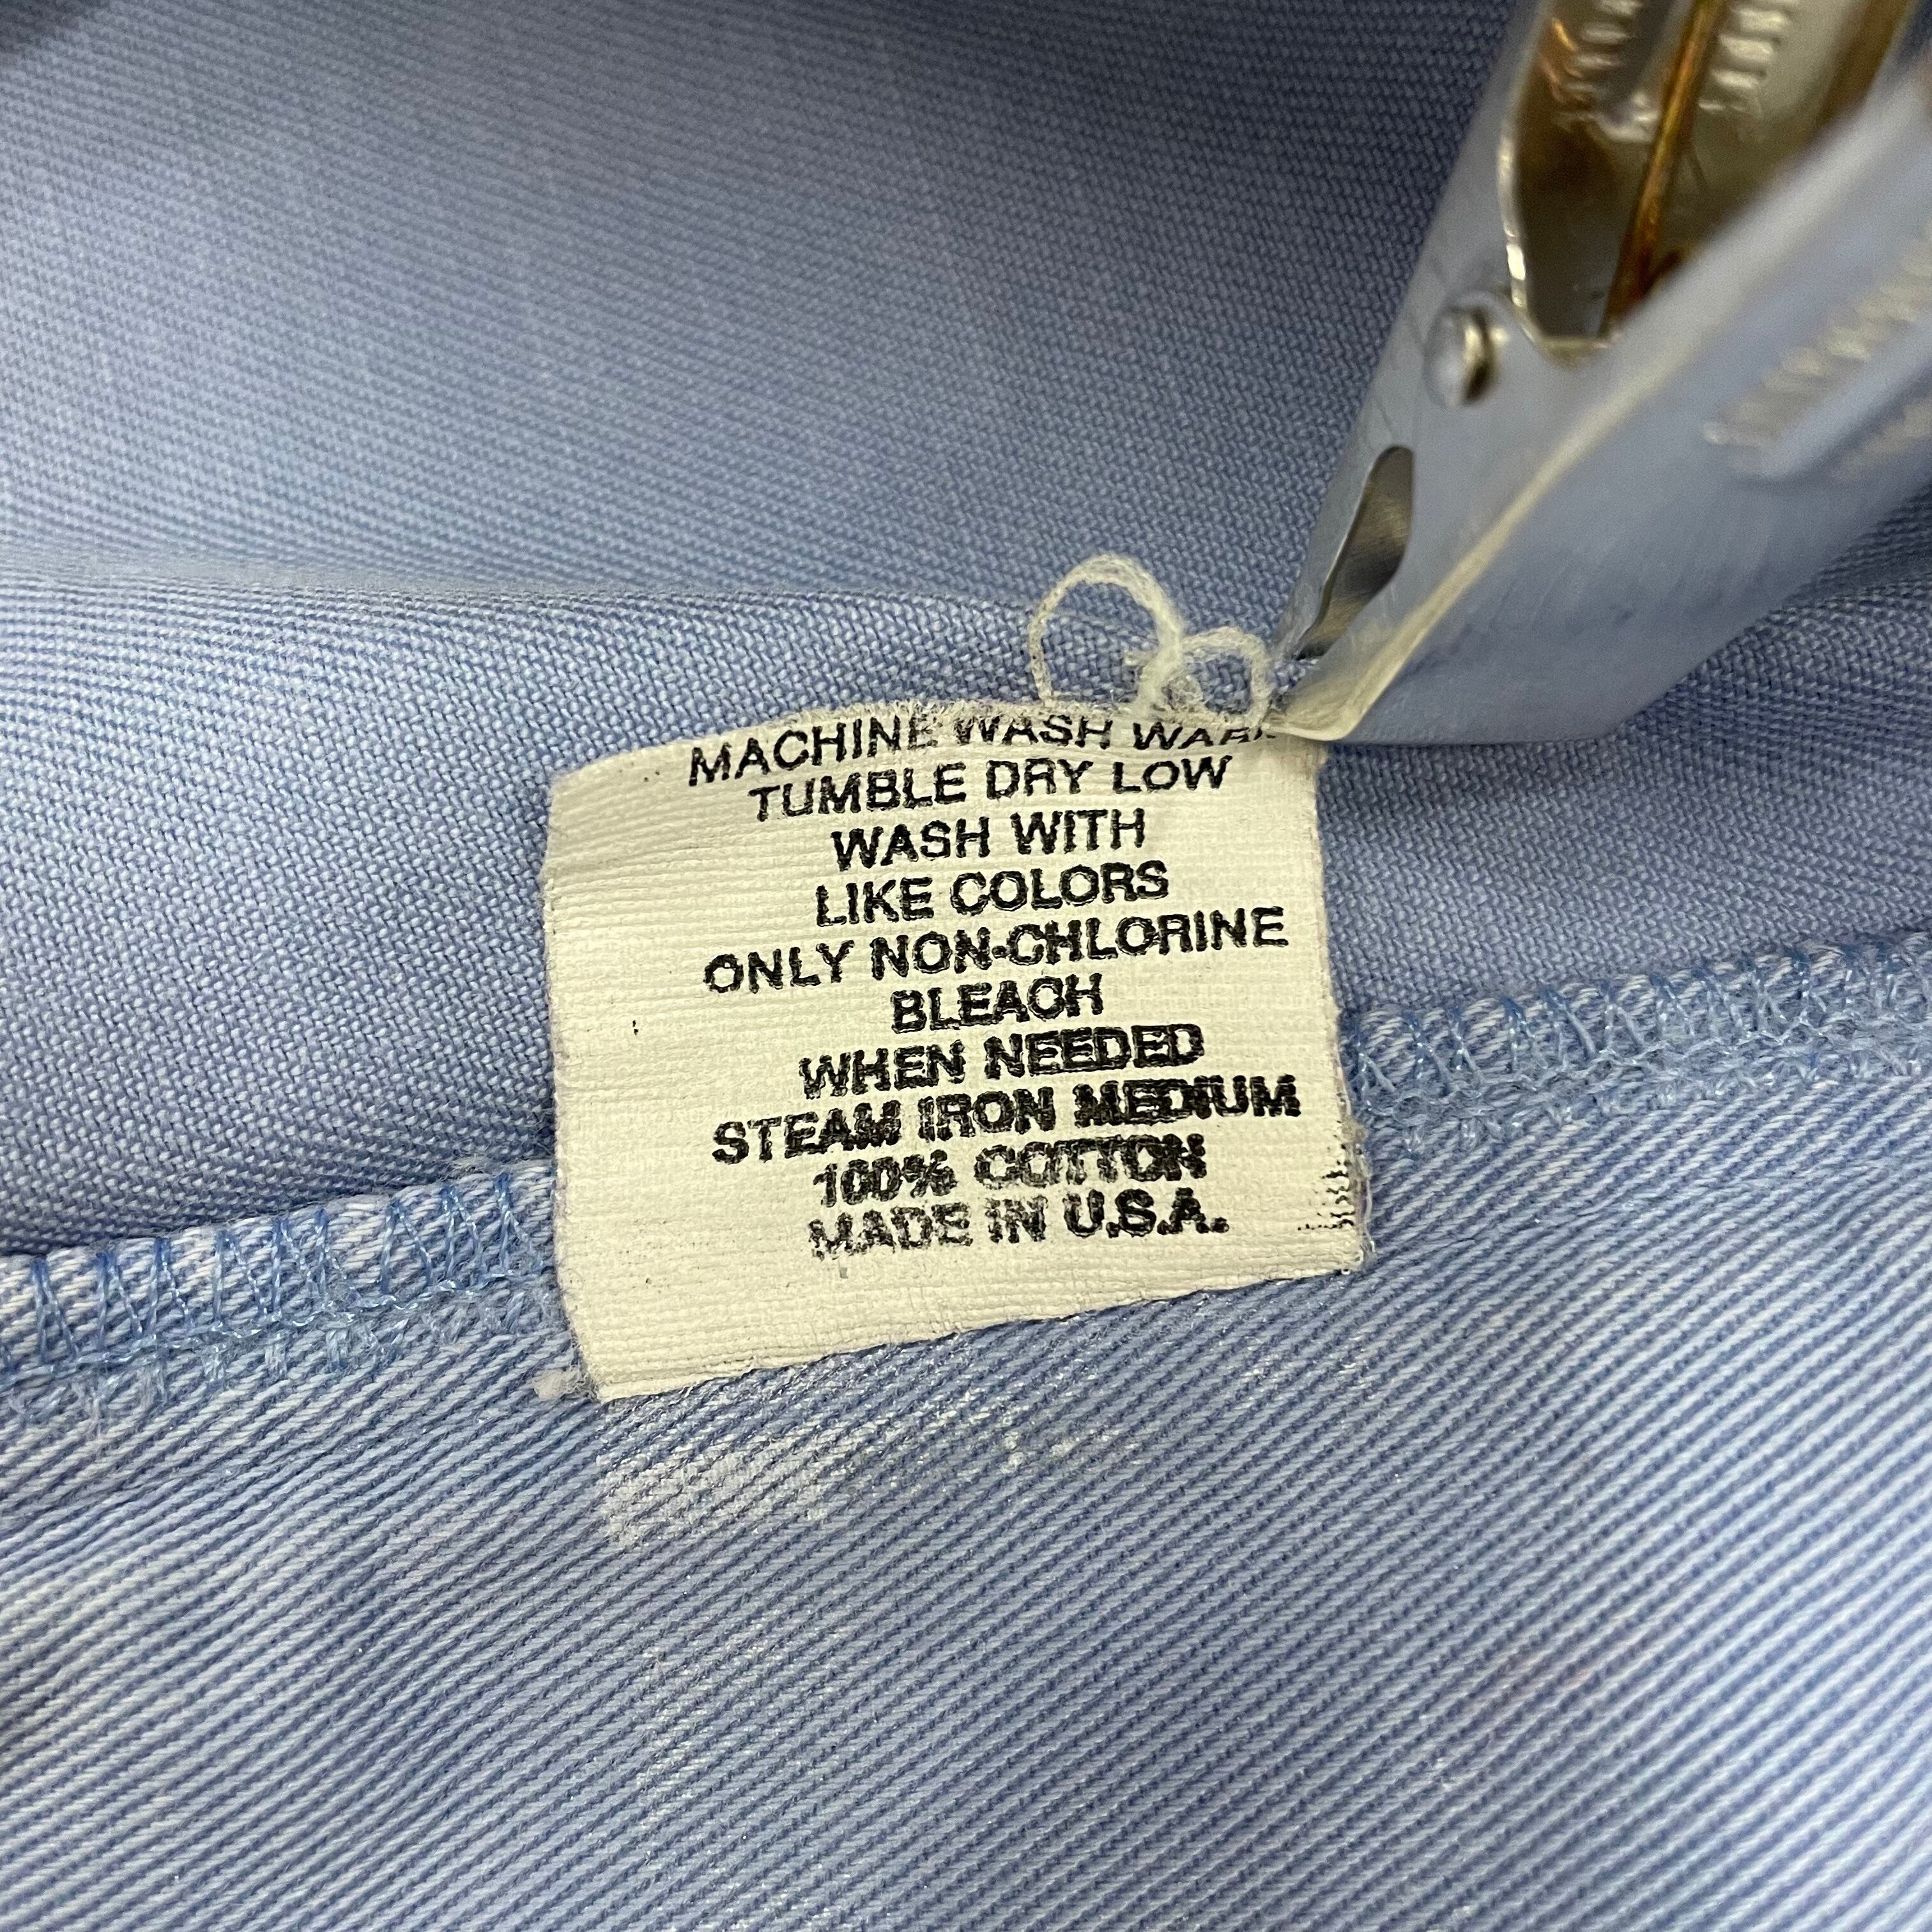 MACHINE WASH WARM
TUMBLE DRY LOW
WASH WITH
LIKE COLORS
ONLY NON-CHLORINE
BLEACH
WHEN NEEDED
STEAM IRON MEDIUM
100% COTTON
MADE IN U.S.A.